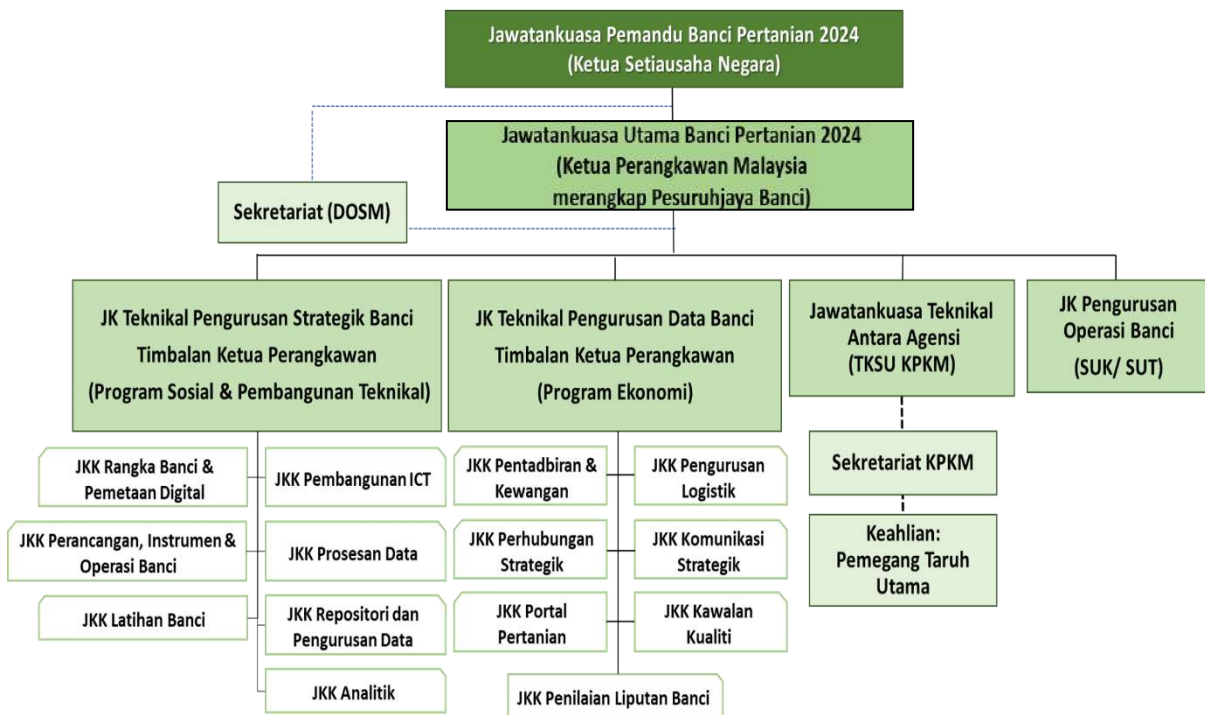 Jawatankuasa Pemandu Banci Pertanian 2024
(Ketua Setiausaha Negara)
Jawatankuasa Utama Banci Pertanian 2024
(Ketua Perangkawan Malaysia
merangkap Pesuruhjaya Banci)
Sekretariat (DOSM)
JK Teknikal Pengurusan Strategik Banci
Timbalan Ketua Perangkawan
(Program Sosial & Pembangunan Teknikal)
JK Teknikal Pengurusan Data Banci
Timbalan Ketua Perangkawan
(Program Ekonomi)
Jawatankuasa Teknikal
Antara Agensi
(TKSU KPKM)
JK Pengurusan
Operasi Banci
(SUK/ SUT)
JKK Rangka Banci &
Pemetaan Digital
JKK Pembangunan ICT
JKK Perancangan, Instrumen &
Operasi Banci
JKK Prosesan Data
JKK Latihan Banci
JKK Repositori dan
Pengurusan Data
JKK Analitik
JKK Pentadbiran &
Kewangan
JKK Pengurusan
Logistik
JKK Perhubungan
Strategik
JKK Komunikasi
Strategik
JKK Portal
Pertanian
JKK Kawalan
Kualiti
JKK Penilaian Liputan Banci
Sekretariat KPKM
Keahlian:
Pemegang Taruh
Utama